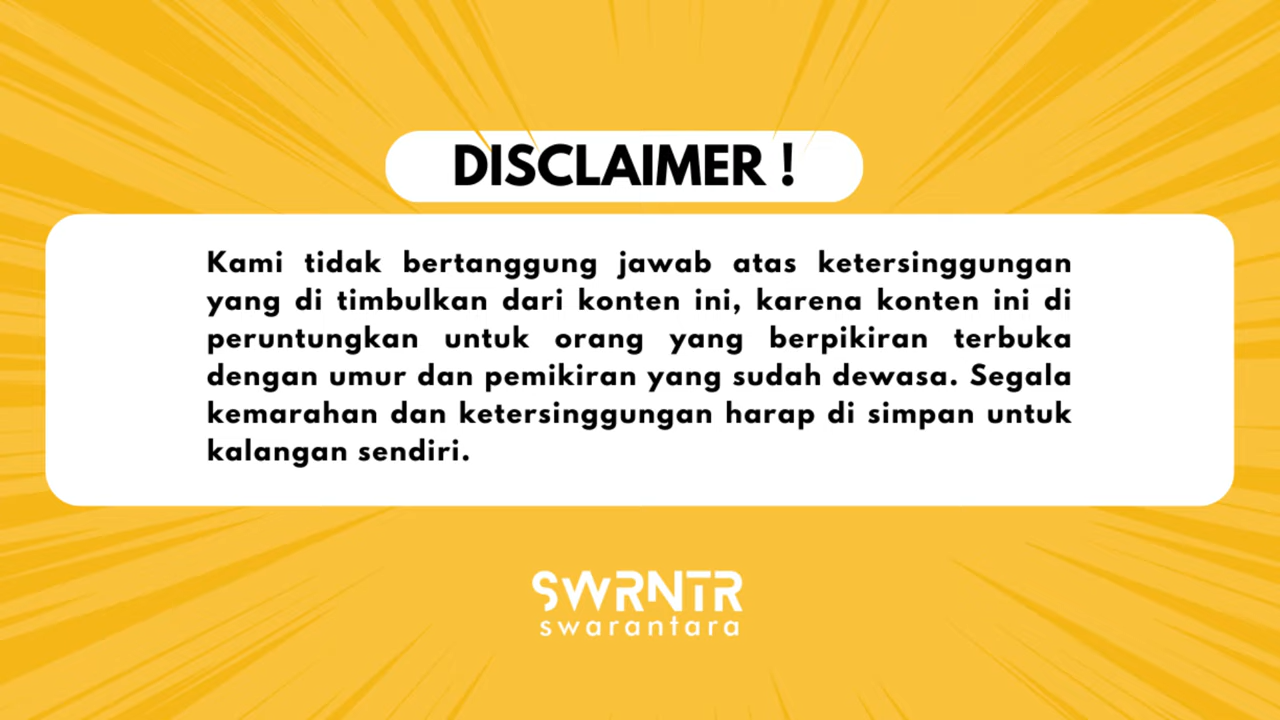 DISCLAIMER !
Kami tidak bertanggung jawab atas ketersinggungan
yang di timbulkan dari konten ini, karena konten ini di
peruntungkan untuk orang yang berpikiran terbuka
dengan umur dan pemikiran yang sudah dewasa. Segala
kemarahan dan ketersinggungan harap di simpan untuk
kalangan sendiri.
SWRNTR
swarantara